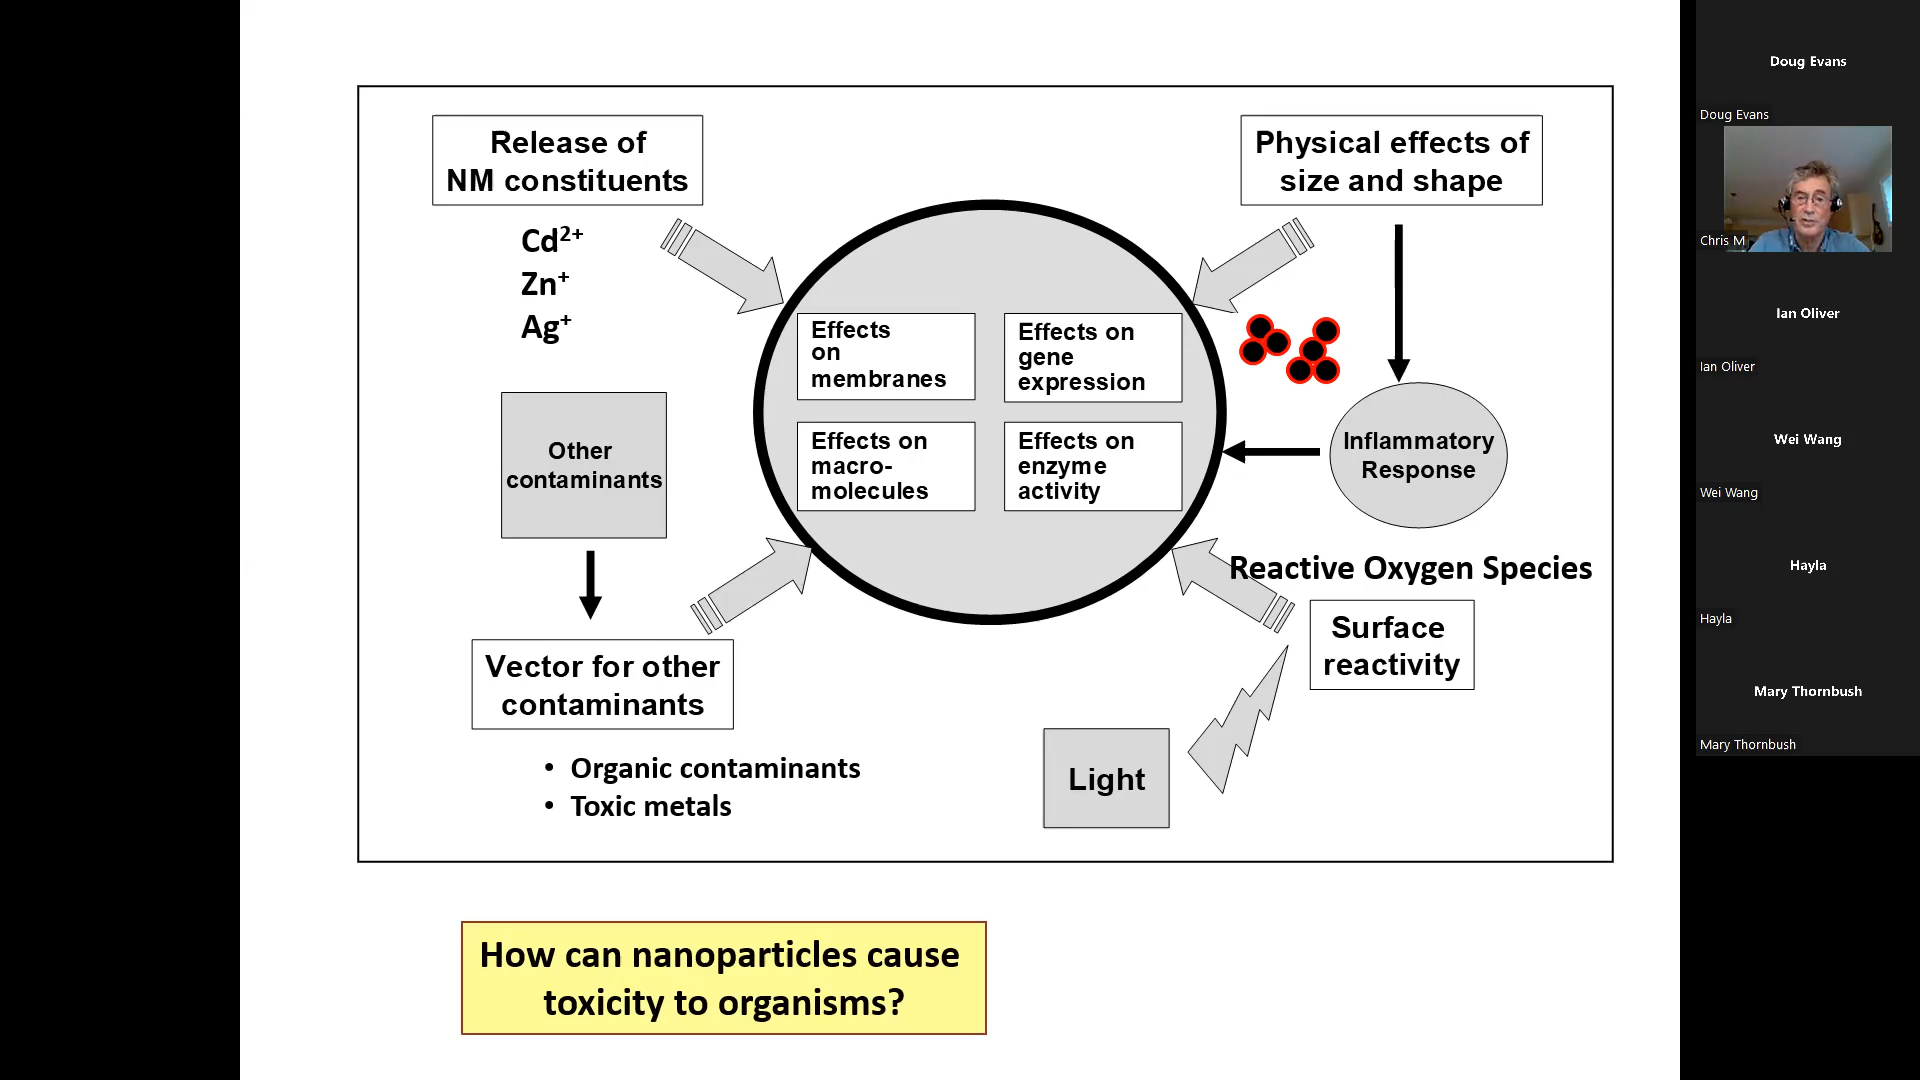 Release of
NM constituents
Cd²⁺
Zn⁺
Ag⁺
Other
contaminants
Vector for other
contaminants
• Organic contaminants
• Toxic metals
Effects
on
membranes
Effects on
gene
expression
Effects on
macro-
molecules
Effects on
enzyme
activity
Physical effects of
size and shape
Inflammatory
Response
Reactive Oxygen Species
Surface
reactivity
Light
How can nanoparticles cause
toxicity to organisms?
Doug Evans
Doug Evans
Chris M
Ian Oliver
Ian Oliver
Wei Wang
Wei Wang
Hayla
Hayla
Mary Thornbush
Mary Thornbush